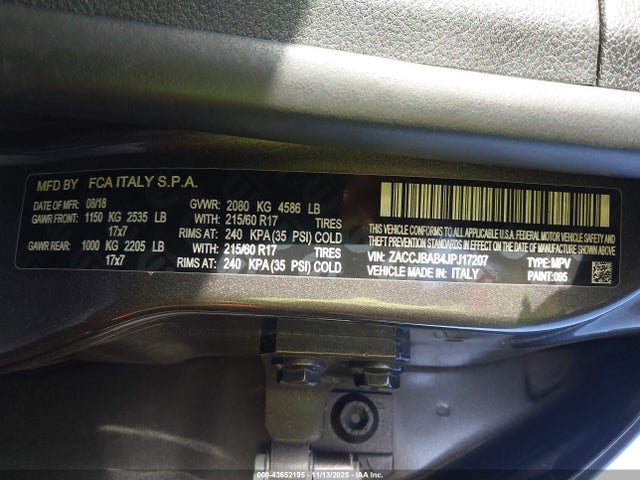 MFD BY FCA ITALY S.P.A.
DATE OF MFR: 08/18 GVWR: 2080 KG 4586 LB
GAWR FRONT: 1150 KG 2535 LB WITH: 215/60 R17 TIRES
17x7 RIMS AT: 240 KPA(35 PSI) COLD
GAWR REAR: 1000 KG 2205 LB WITH: 215/60 R17 TIRES
17x7 RIMS AT: 240 KPA(35 PSI) COLD
THIS VEHICLE CONFORMS TO ALL APPLICABLE
U.S.A. FEDERAL MOTOR VEHICLE SAFETY
BUMPER AND THEFT PREVENTION STANDARDS IN EFFECT
ON THE DATE OF MANUFACTURE SHOWN ABOVE.
VIN: ZACCJBAB4JPJ17207 TYPE: MPV
VEHICLE MADE IN: ITALY PAINT: 095
000-43652195 - 11/13/2025 - IAAI.COM